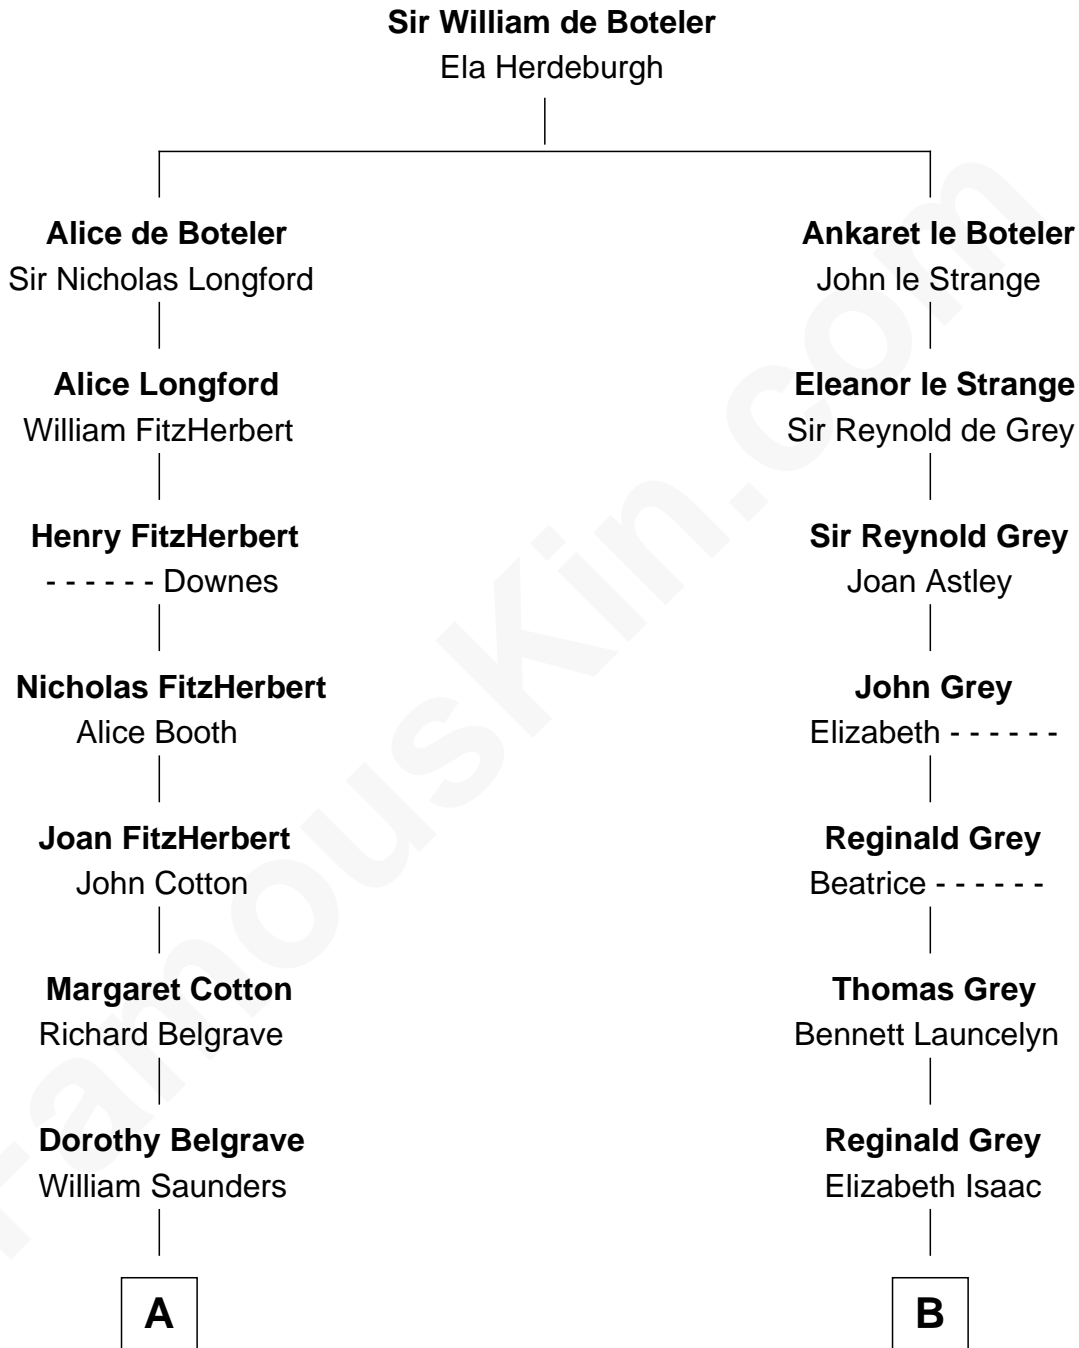 Sir William de Boteler
Ela Herdeburgh
Alice de Boteler
Sir Nicholas Longford
Ankaret le Boteler
John le Strange
Alice Longford
William FitzHerbert
Eleanor le Strange
Sir Reynold de Grey
Henry FitzHerbert
- - - - - - Downes
Sir Reynold Grey
Joan Astley
Nicholas FitzHerbert
Alice Booth
John Grey
Elizabeth - - - - - -
Joan FitzHerbert
John Cotton
Reginald Grey
Beatrice - - - - - -
Margaret Cotton
Richard Belgrave
Thomas Grey
Bennett Launcelyn
Dorothy Belgrave
William Saunders
Reginald Grey
Elizabeth Isaac
A
B
FamousKin.com